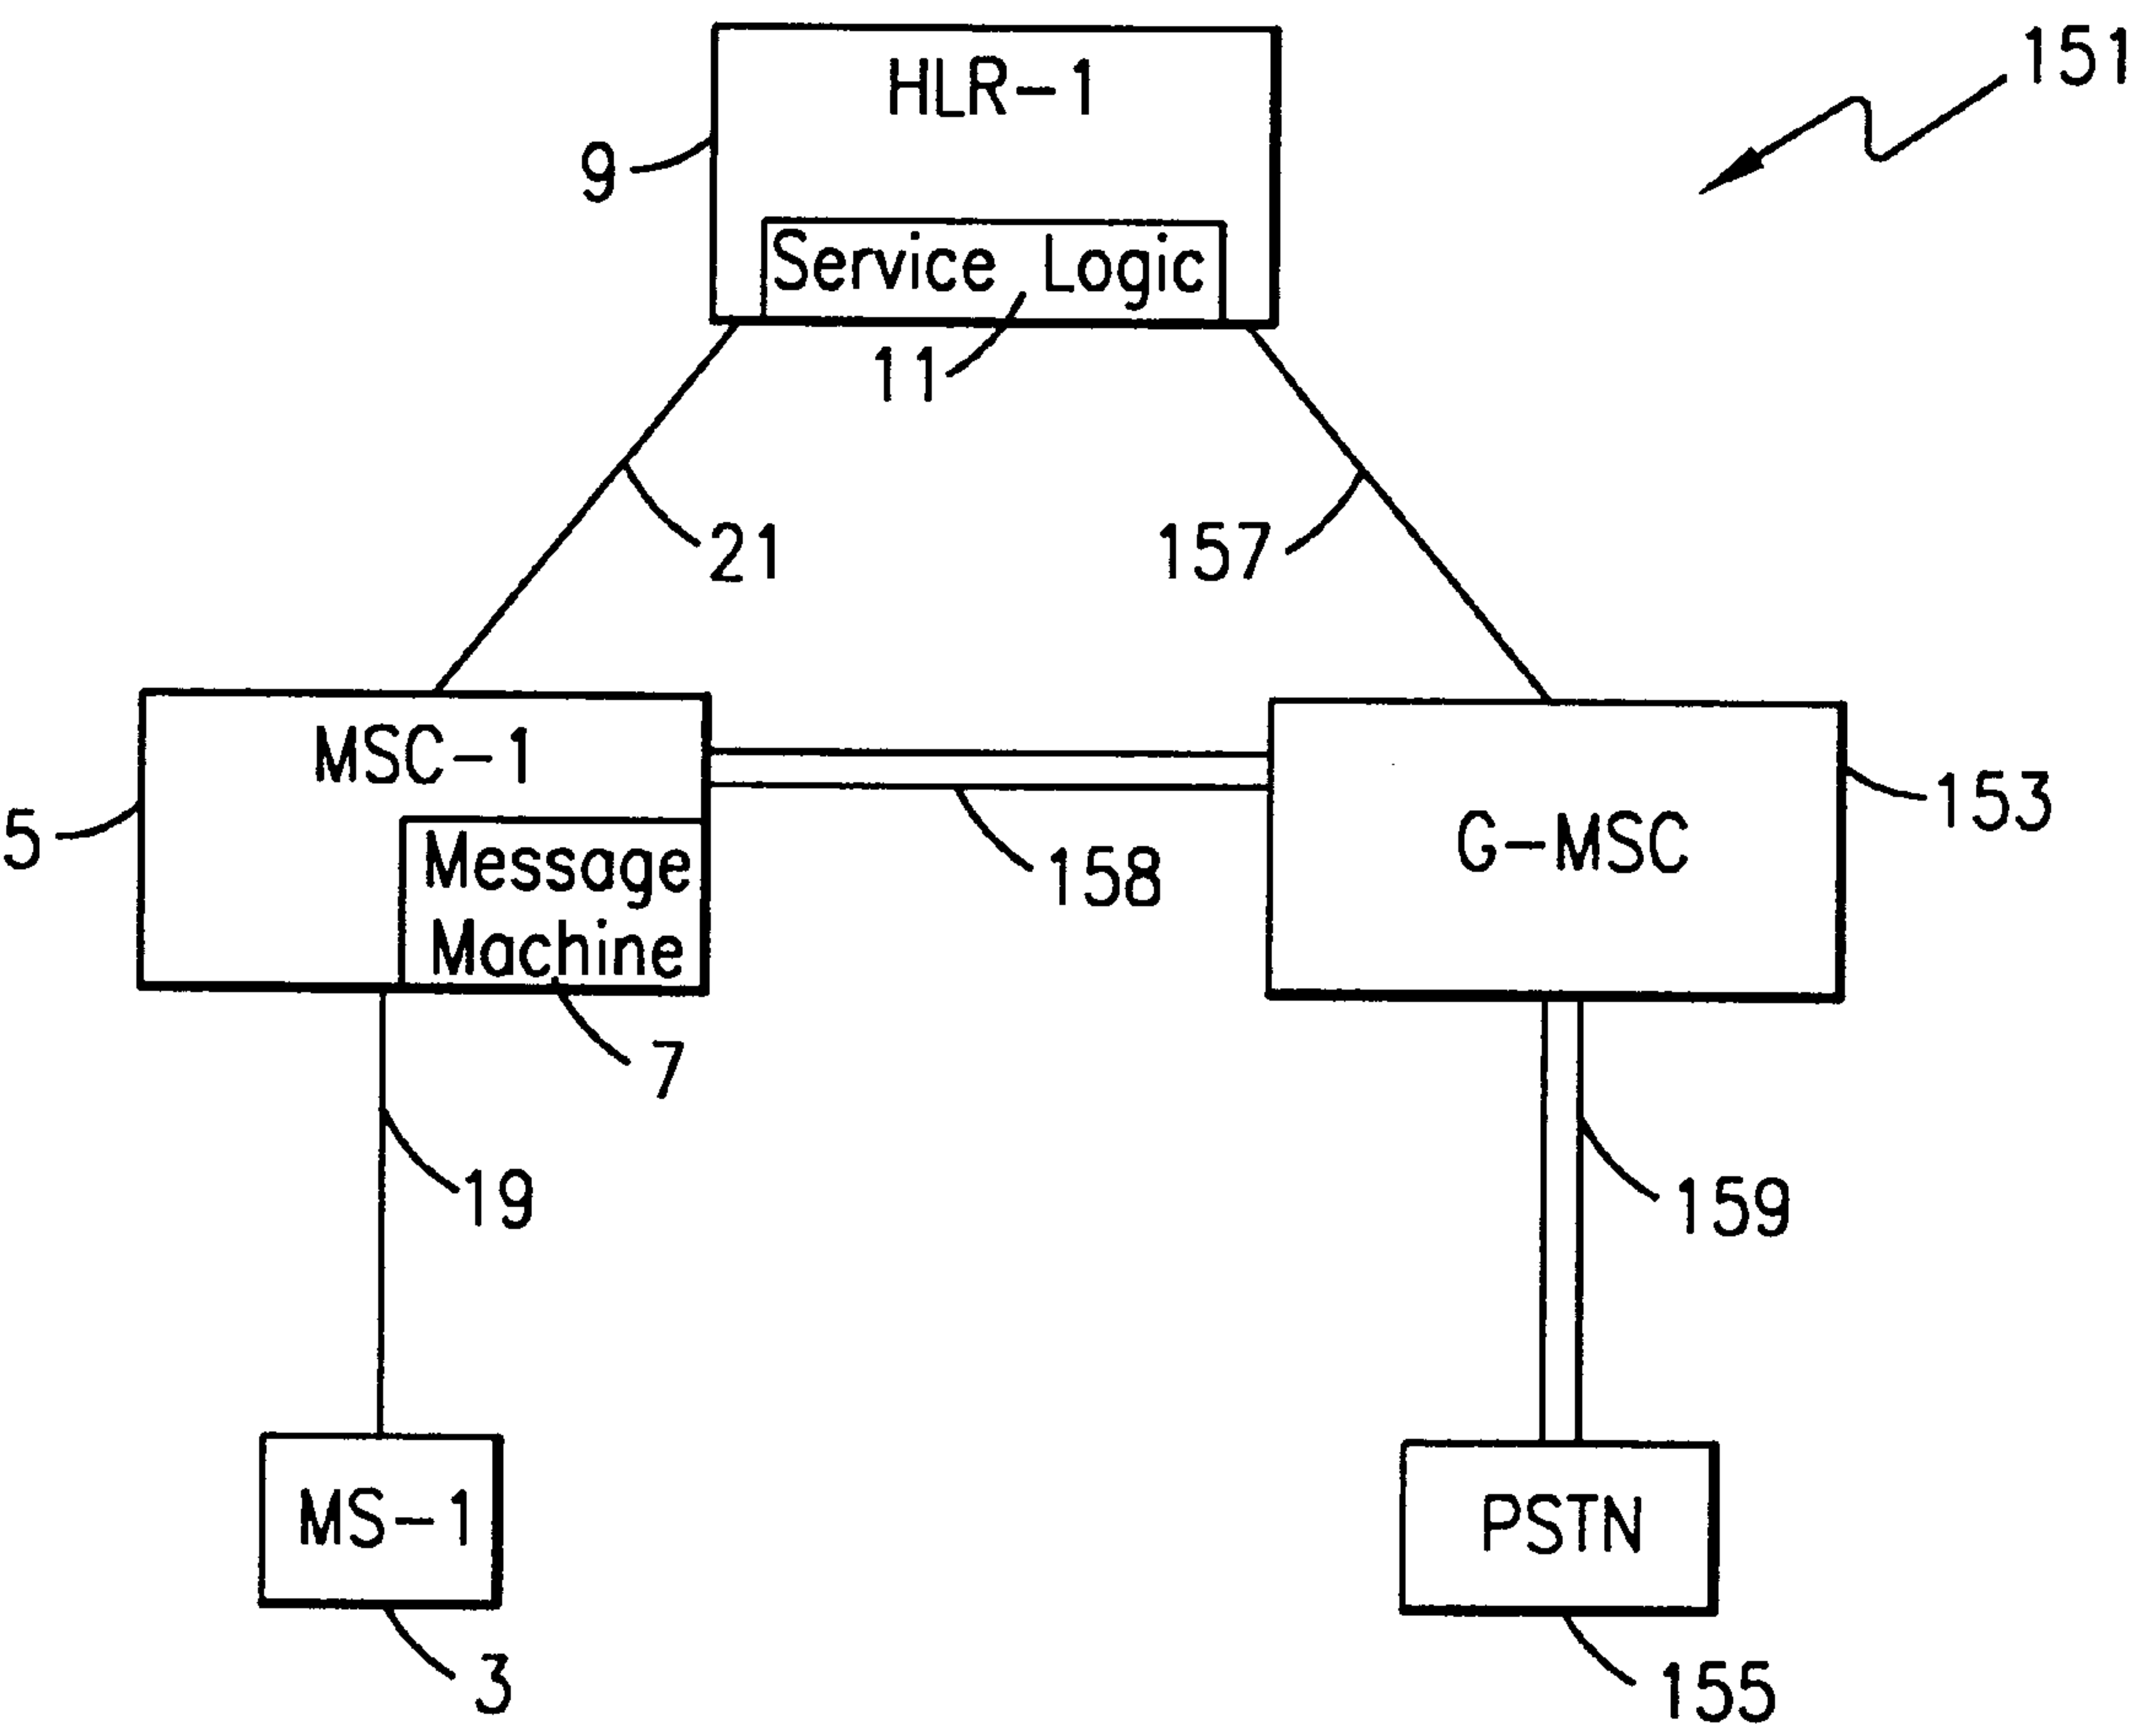 HLR-1
151
9
Service Logic
11
21
157
MSC-1
5
Message
Machine
7
158
G-MSC
153
19
159
MS-1
3
PSTN
155